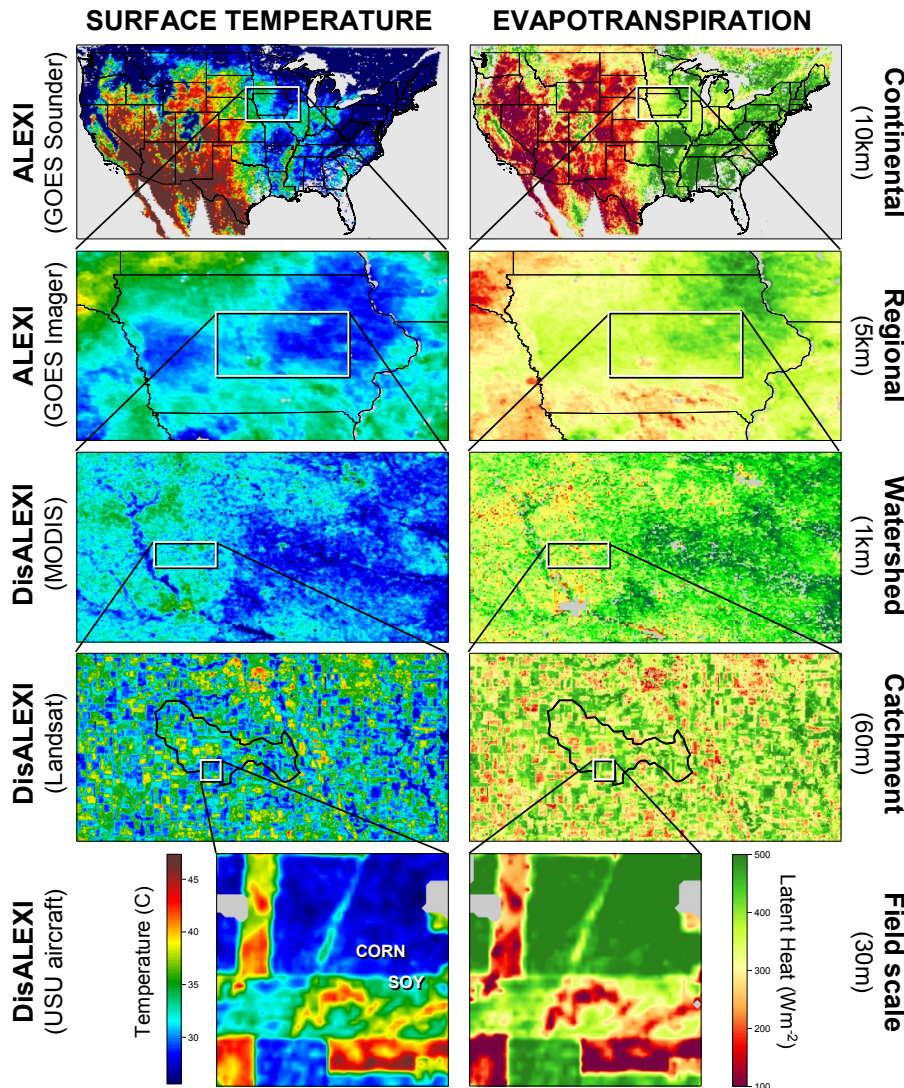 SURFACE TEMPERATURE
EVAPOTRANSPIRATION
ALEXI
(GOES Sounder)
Continental
(10km)
ALEXI
(GOES Imager)
Regional
(5km)
DisALEXI
(MODIS)
Watershed
(1km)
DisALEXI
(Landsat)
Catchment
(60m)
DisALEXI
(USU aircraft)
Temperature (C)
45
40
35
30
CORN
SOY
500
400
300
200
100
Latent Heat (Wm-2)
Field scale
(30m)